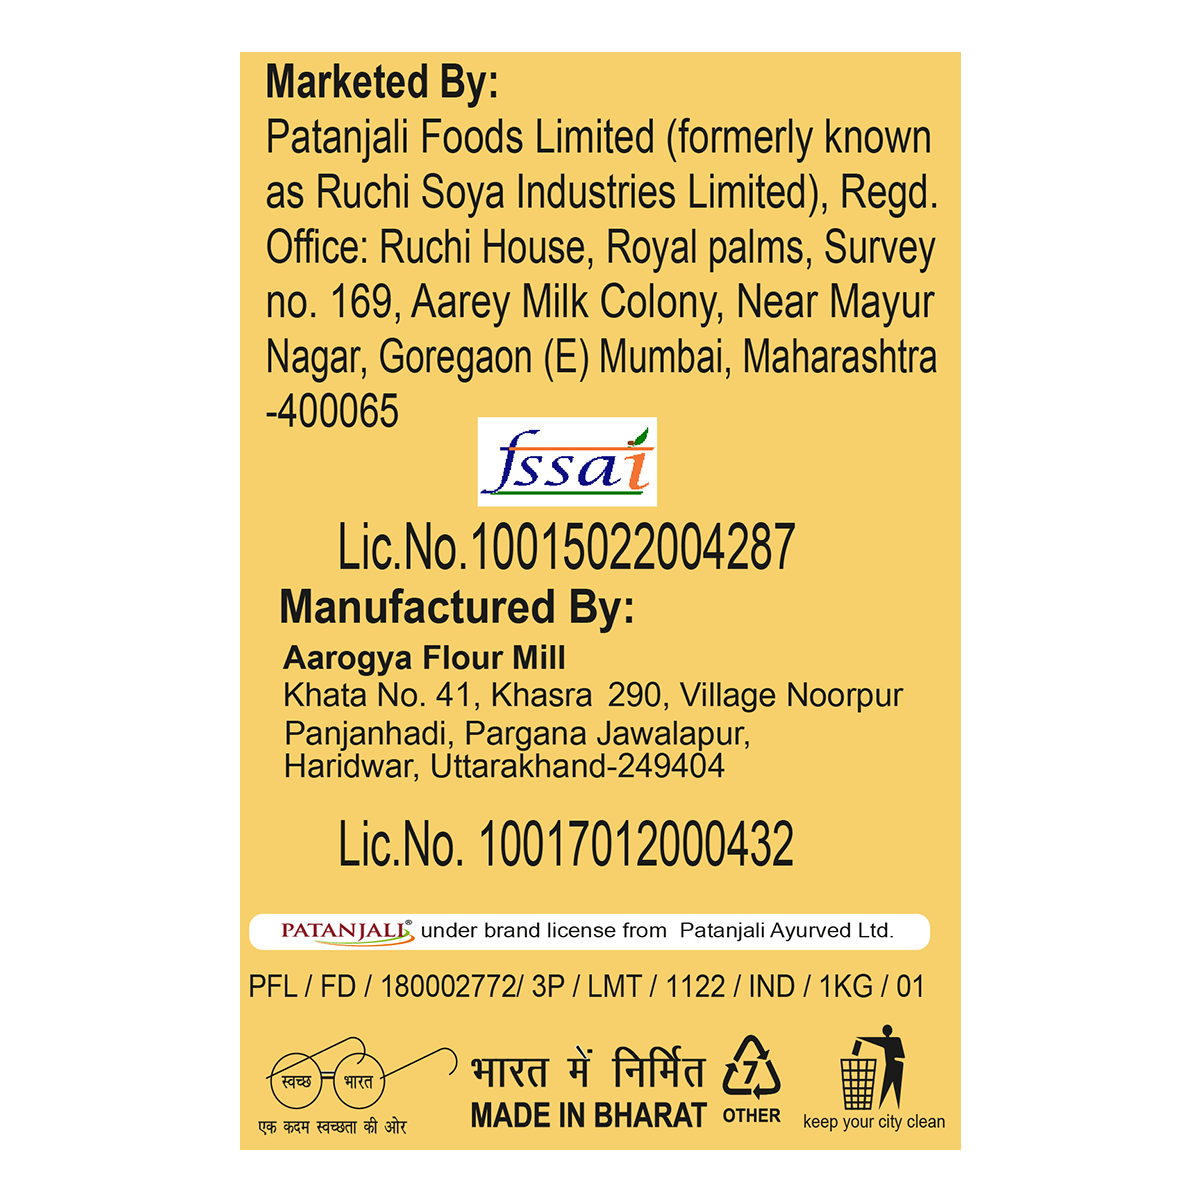 Marketed By:
Patanjali Foods Limited (formerly known
as Ruchi Soya Industries Limited), Regd.
Office: Ruchi House, Royal palms, Survey
no. 169, Aarey Milk Colony, Near Mayur
Nagar, Goregaon (E) Mumbai, Maharashtra
-400065
fssai
Lic.No.10015022004287
Manufactured By:
Aarogya Flour Mill
Khata No. 41, Khasra 290, Village Noorpur
Panjanhadi, Pargana Jawalapur,
Haridwar, Uttarakhand-249404
Lic.No. 10017012000432
PATANJALI® under brand license from Patanjali Ayurved Ltd.
PFL / FD / 180002772/ 3P / LMT / 1122 / IND / 1KG / 01
स्वच्छ भारत
एक कदम स्वच्छता की ओर
भारत में निर्मित
MADE IN BHARAT
7
OTHER
keep your city clean